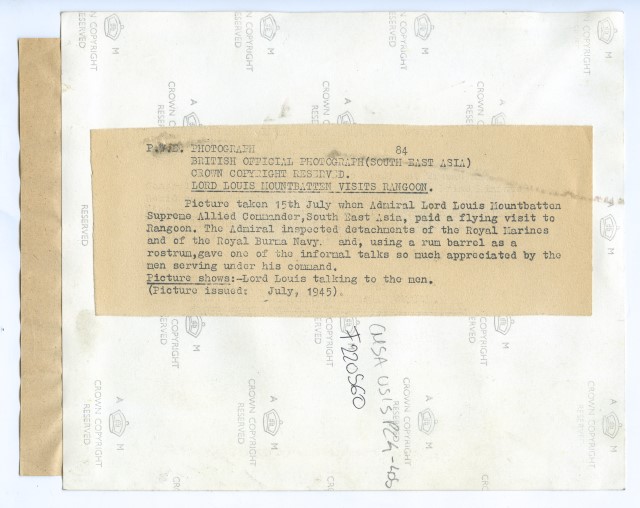 PHOTOGRAPH 84
BRITISH OFFICIAL PHOTOGRAPH(SOUTH EAST ASIA)
CROWN COPYRIGHT RESERVED.
LORD LOUIS MOUNTBATTEN VISITS RANGOON.
Picture taken 15th July when Admiral Lord Louis Mountbatten
Supreme Allied Commander,South East Asia, paid a flying visit to
Rangoon. The Admiral inspected detachments of the Royal Marines
and of the Royal Burma Navy. and, using a rum barrel as a
rostrum,gave one of the informal talks so much appreciated by the
men serving under his command.
Picture shows:-Lord Louis talking to the men.
(Picture issued: July, 1945).
CROWN COPYRIGHT
RESERVED
A M